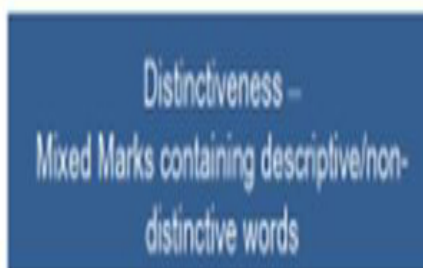 Distinctiveness –
Mixed Marks containing descriptive/non-
distinctive words